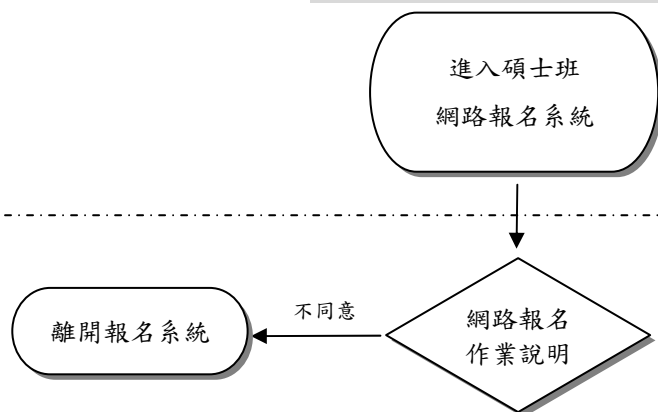 進入碩士班
網路報名系統
網路報名
作業說明
不同意
離開報名系統